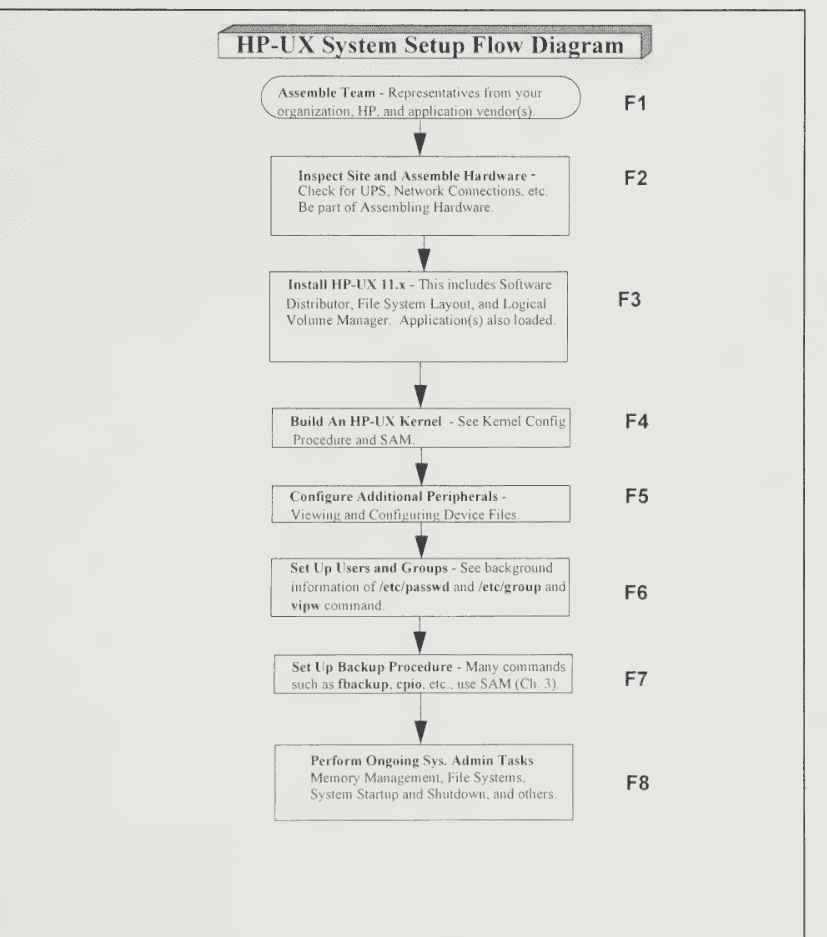 HP-UX System Setup Flow Diagram
Assemble Team - Representatives from your
organization, HP, and application vendor(s).
F1
Inspect Site and Assemble Hardware -
Check for UPS, Network Connections, etc.
Be part of Assembling Hardware.
F2
Install HP-UX 11.x - This includes Software
Distributor, File System Layout, and Logical
Volume Manager. Application(s) also loaded.
F3
Build An HP-UX Kernel - See Kernel Config
Procedure and SAM.
F4
Configure Additional Peripherals -
Viewing and Configuring Device Files.
F5
Set Up Users and Groups - See background
information of /etc/passwd and /etc/group and
vipw command.
F6
Set Up Backup Procedure - Many commands
such as fbackup, cpio, etc., use SAM (Ch. 3).
F7
Perform Ongoing Sys. Admin Tasks
Memory Management, File Systems,
System Startup and Shutdown, and others.
F8